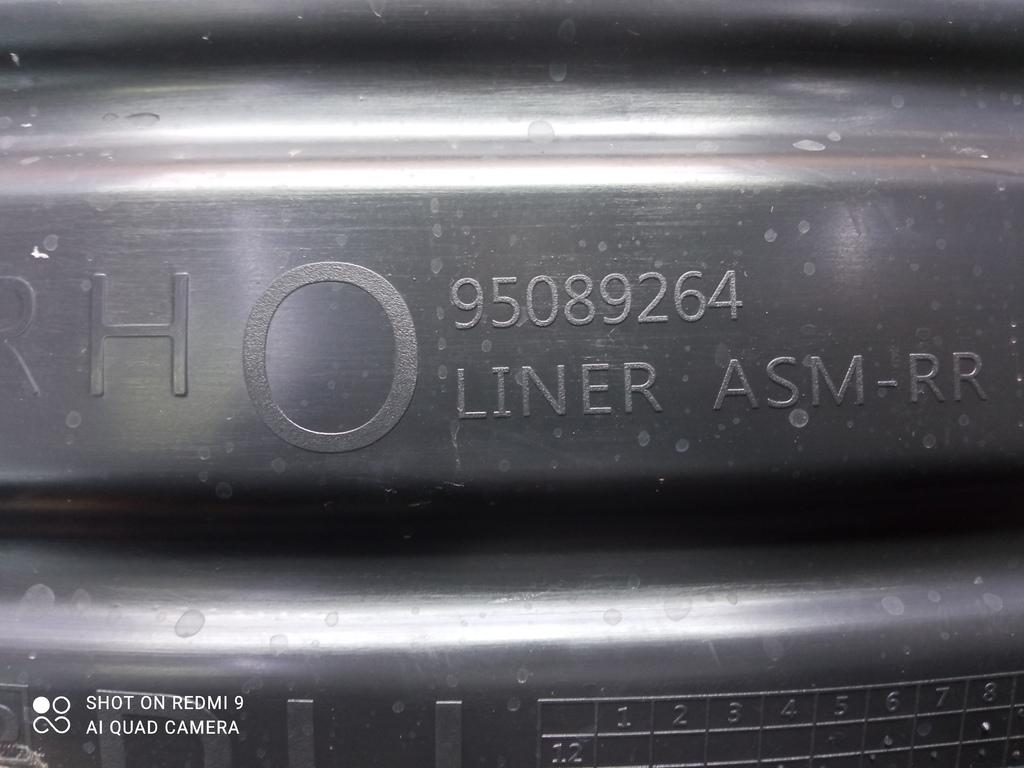 RH
95089264
LINER ASM-RR
SHOT ON REDMI 9
AI QUAD CAMERA
1 2 3 4 5 6 7 8
12